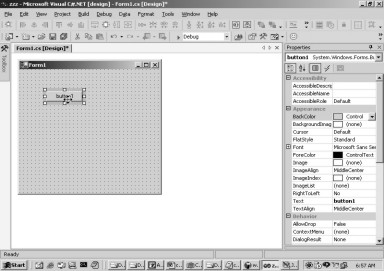 zzz - Microsoft Visual C#.NET [design] - Form1.cs [Design]*
File Edit View Project Build Debug Data Format Tools Window Help
Debug
Form1.cs [Design]*
Toolbox
Form1
button1
Properties
button1 System.Windows.Forms.Bu
Accessibility
AccessibleDescrip
AccessibleName
AccessibleRole Default
Appearance
BackColor Control
BackgroundImag (none)
Cursor Default
FlatStyle Standard
Font Microsoft Sans Ser
ForeColor ControlText
Image (none)
ImageAlign MiddleCenter
ImageIndex (none)
ImageList (none)
RightToLeft No
Text button1
TextAlign MiddleCenter
Behavior
AllowDrop False
ContextMenu (none)
DialogResult None
Ready
Start
6:57 AM